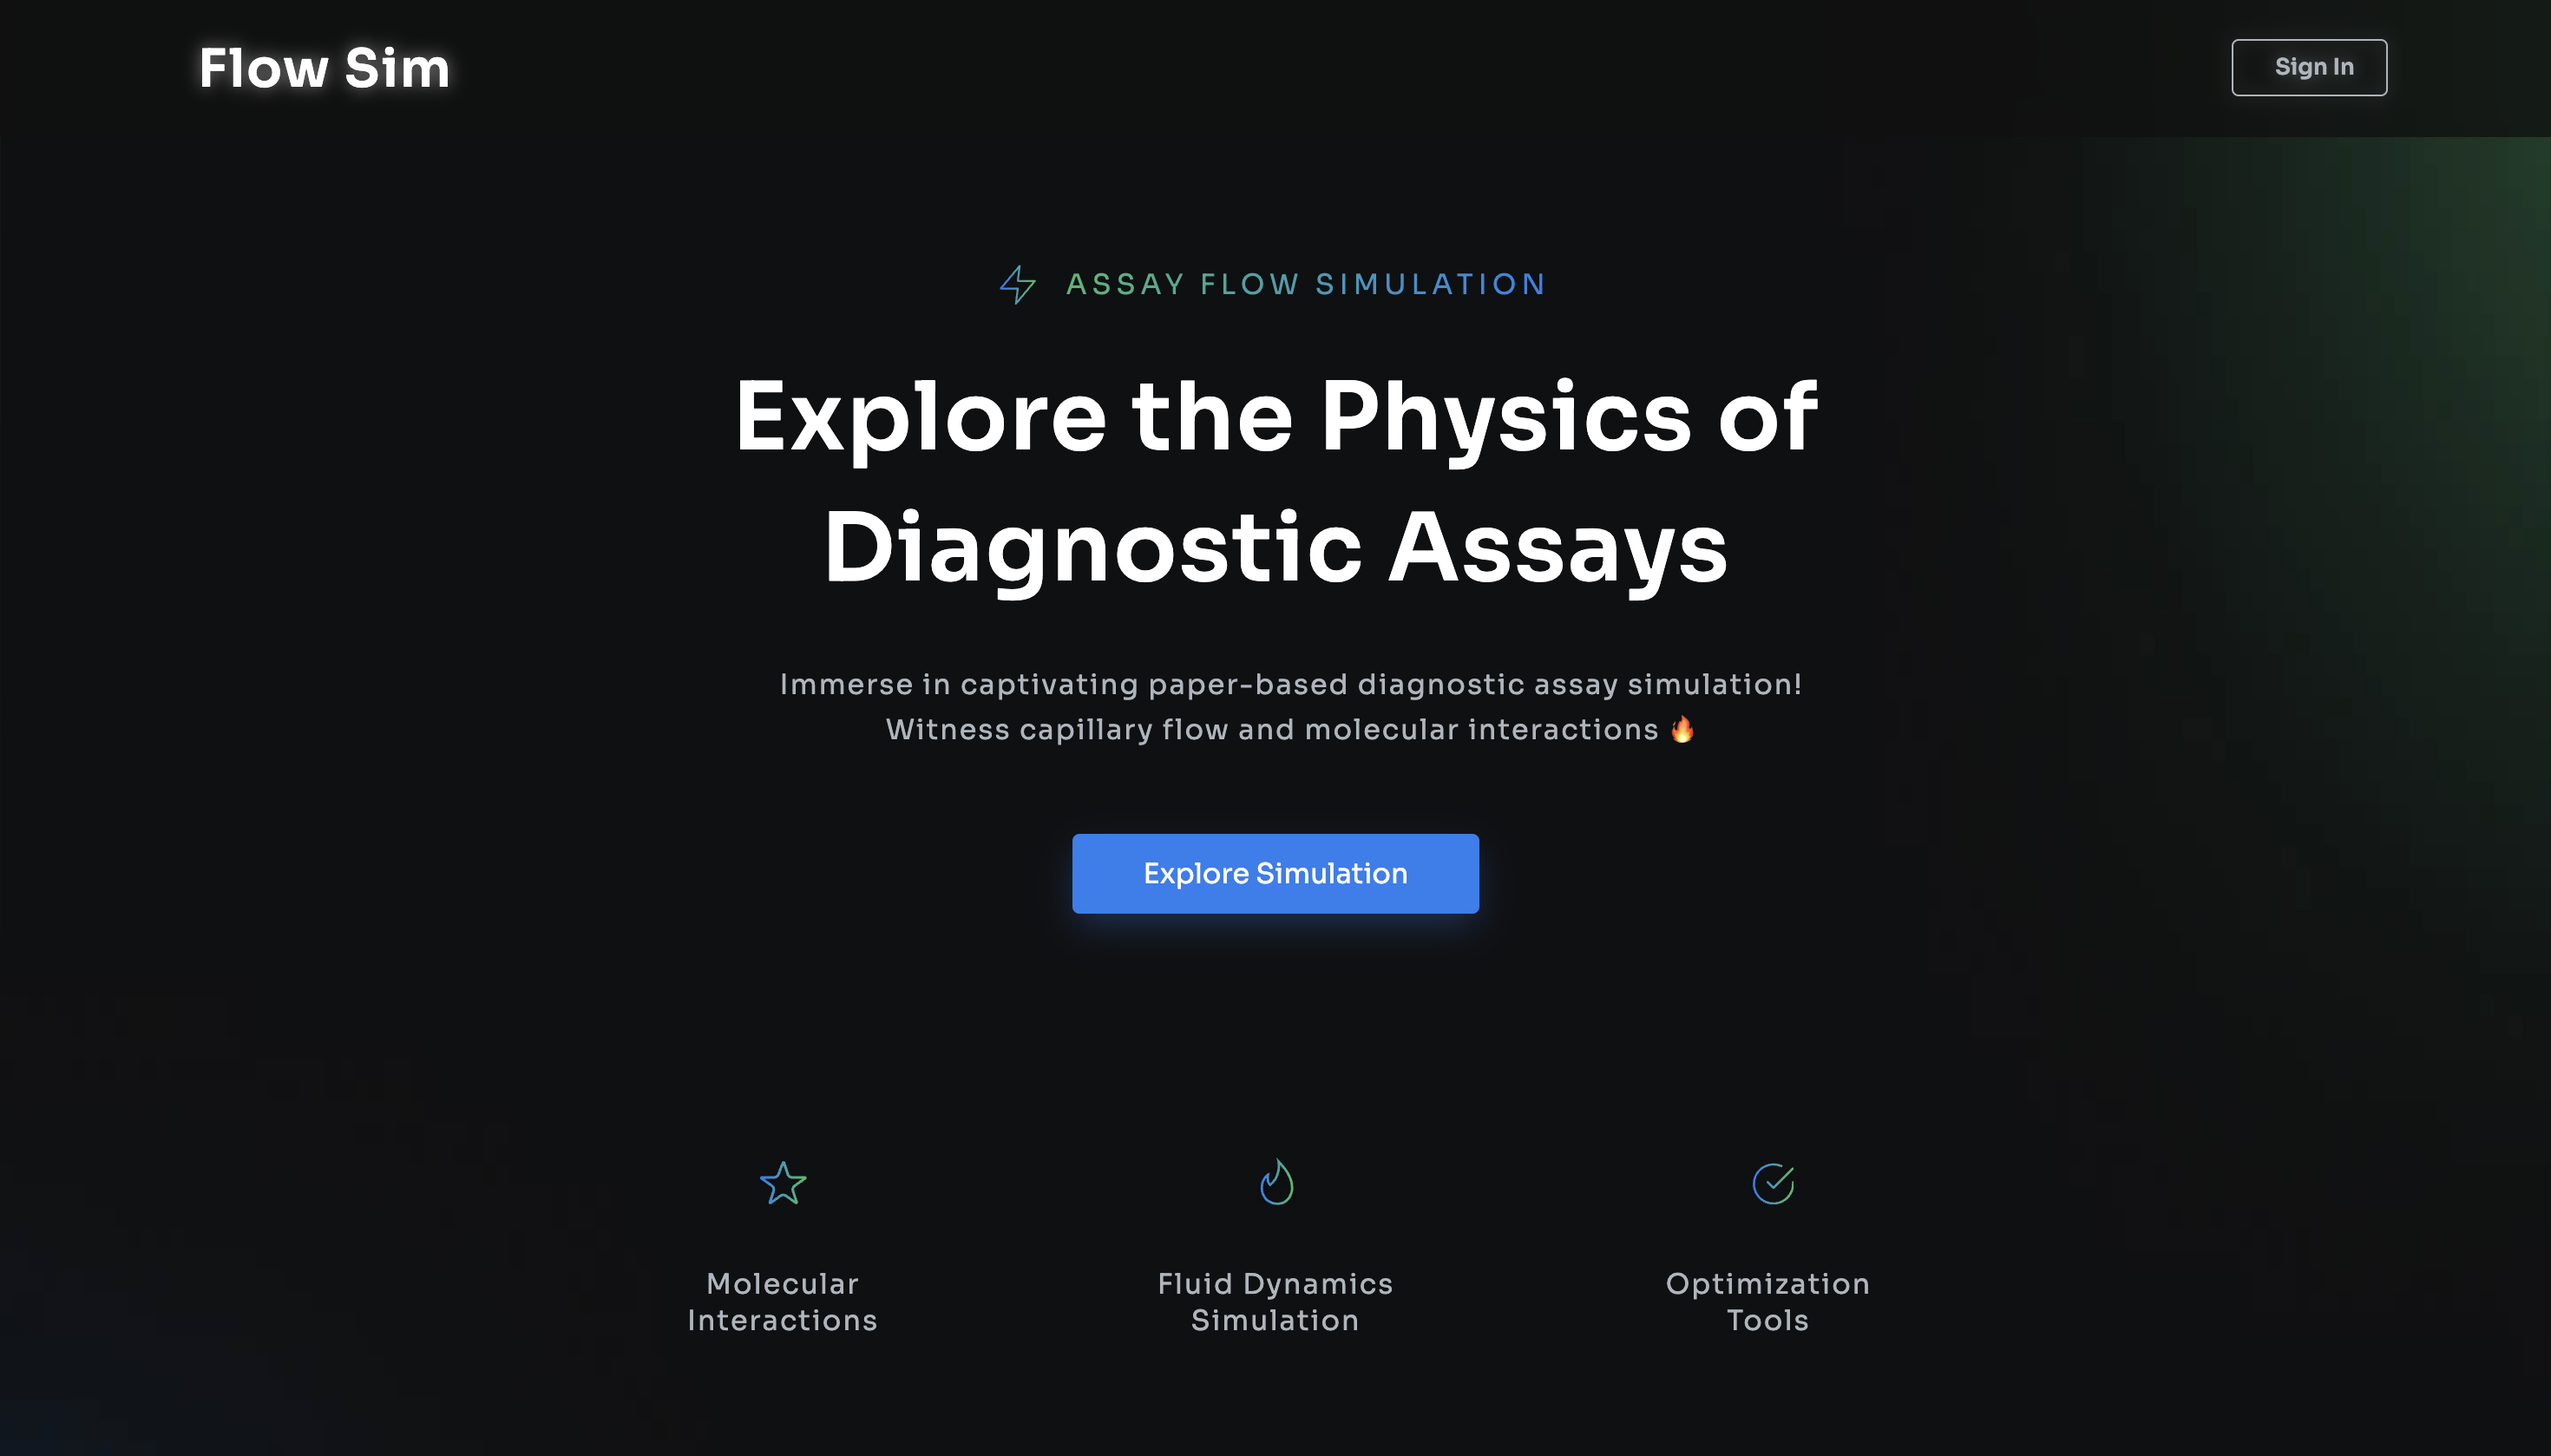 Flow Sim
Sign In
ASSAY FLOW SIMULATION
Explore the Physics of
Diagnostic Assays
Immerse in captivating paper-based diagnostic assay simulation!
Witness capillary flow and molecular interactions 🔥
Explore Simulation
Molecular
Interactions
Fluid Dynamics
Simulation
Optimization
Tools